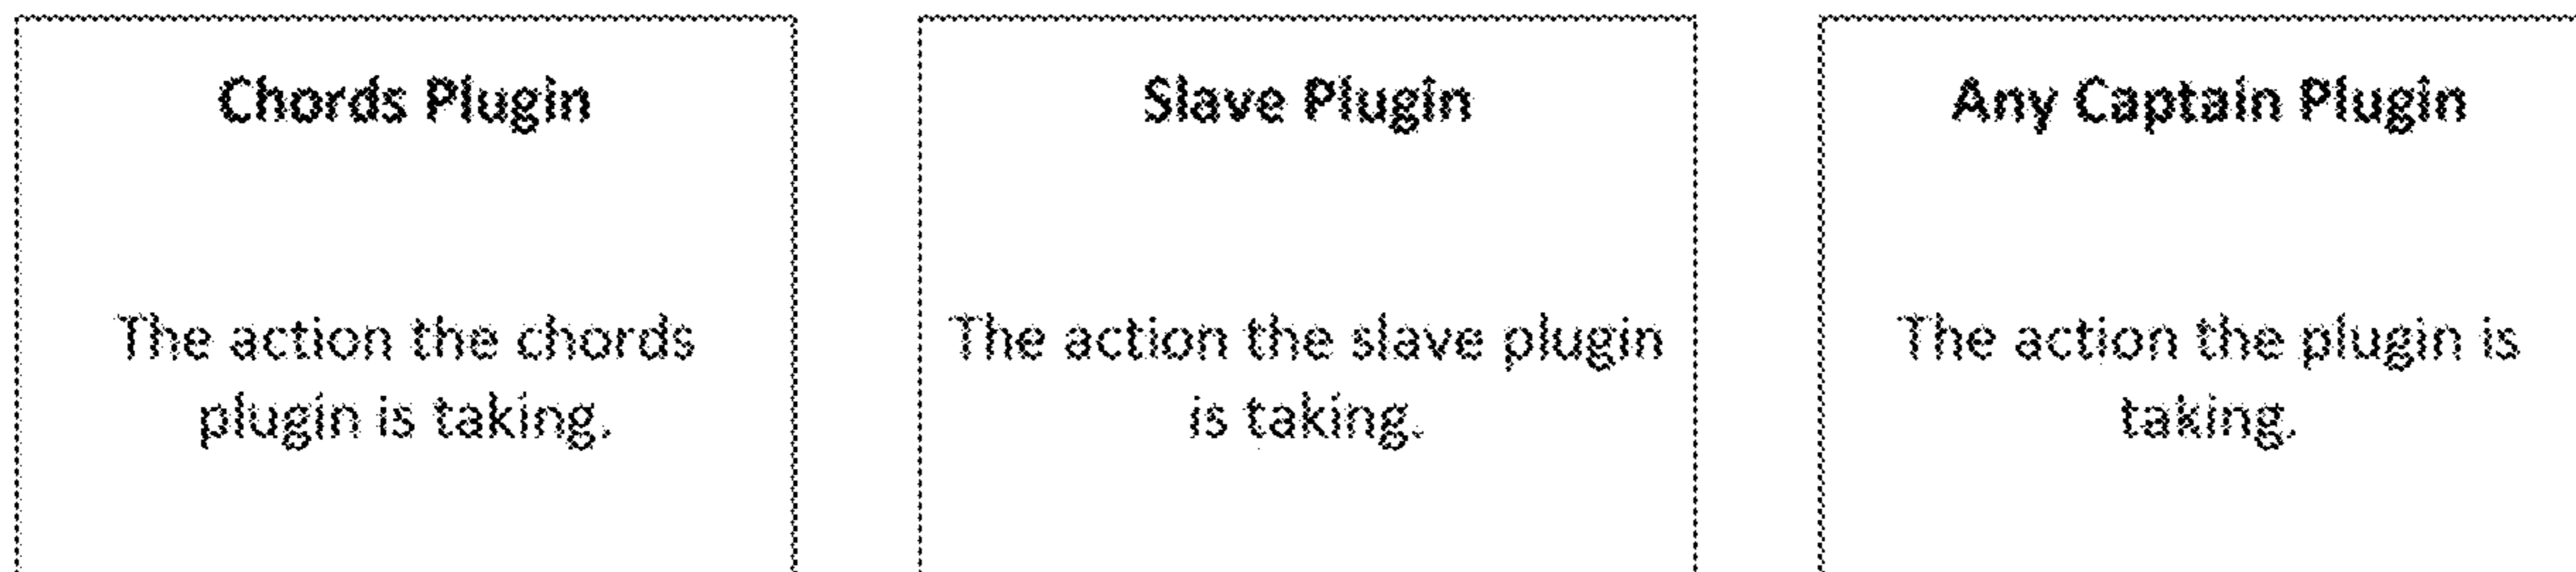 Chords Plugin
The action the chords
plugin is taking.
Slave Plugin
The action the slave plugin
is taking.
Any Captain Plugin
The action the plugin is
taking.